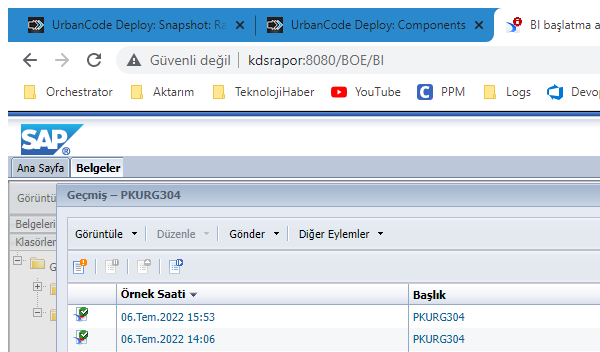 UrbanCode Deploy: Snapshot: Ra
UrbanCode Deploy: Components
BI başlatma a
Güvenli değil | kdsrapor:8080/BOE/BI
Orchestrator Aktarım TeknolojiHaber YouTube PPM Logs Devop
SAP®
Ana Sayfa Belgeler
Görüntü
Geçmiş – PKURG304
Belgeleri
Klasörler
G
Görüntüle Düzenle Gönder Diğer Eylemler
Örnek Saati Başlık
06.Tem.2022 15:53 PKURG304
06.Tem.2022 14:06 PKURG304